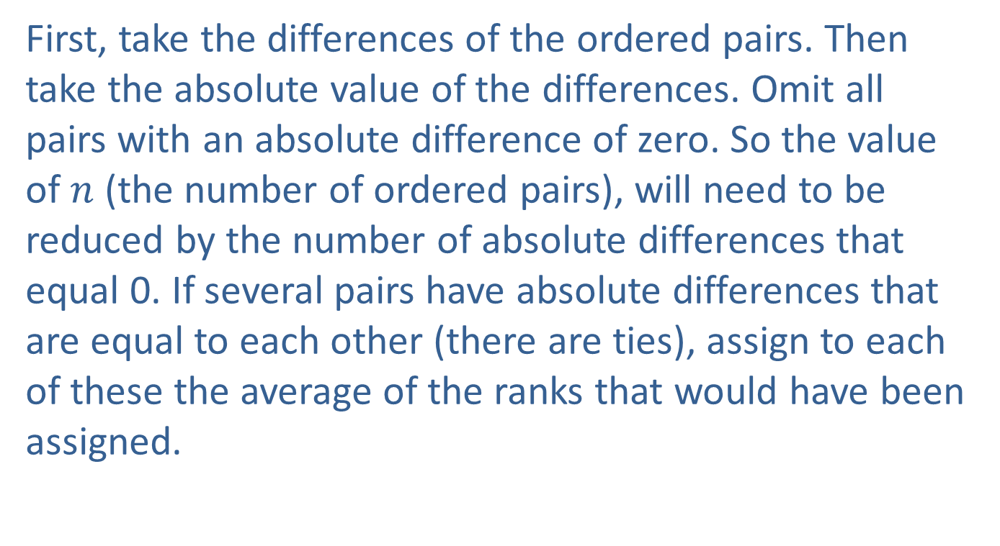 First, take the differences of the ordered pairs. Then
take the absolute value of the differences. Omit all
pairs with an absolute difference of zero. So the value
of n (the number of ordered pairs), will need to be
reduced by the number of absolute differences that
equal 0. If several pairs have absolute differences that
are equal to each other (there are ties), assign to each
of these the average of the ranks that would have been
assigned.